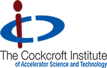 The Cockcroft Institute
of Accelerator Science and Technology